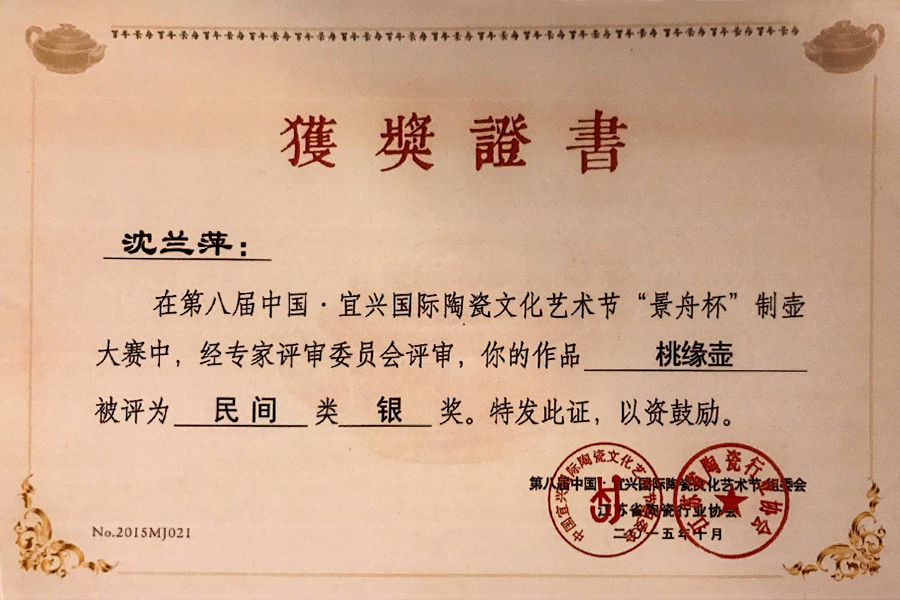 獲獎證書
沈兰萍：
在第八届中国·宜兴国际陶瓷文化艺术节“景舟杯”制壶
大赛中，经专家评审委员会评审，你的作品 桃缘壶
被评为 民间 类 银 奖。特发此证，以资鼓励。
第八届中国·宜兴国际陶瓷文化艺术节组委会
江苏省陶瓷行业协会
二〇一五年十月
No.2015MJ021